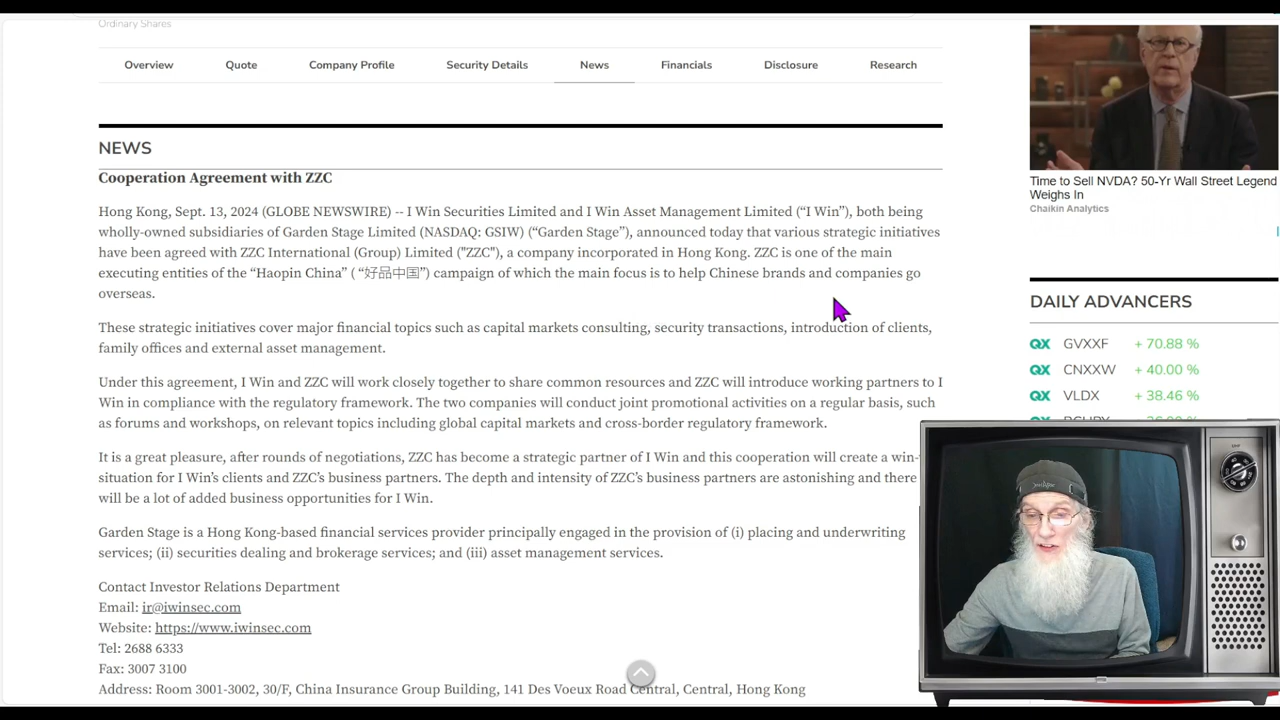 Ordinary Shares
Overview Quote Company Profile Security Details News Financials Disclosure Research
NEWS
Cooperation Agreement with ZZC
Hong Kong, Sept. 13, 2024 (GLOBE NEWSWIRE) -- I Win Securities Limited and I Win Asset Management Limited (“I Win”), both being
wholly-owned subsidiaries of Garden Stage Limited (NASDAQ: GSIW) (“Garden Stage”), announced today that various strategic initiatives
have been agreed with ZZC International (Group) Limited ("ZZC"), a company incorporated in Hong Kong. ZZC is one of the main
executing entities of the “Haopin China” ( “好品中国”) campaign of which the main focus is to help Chinese brands and companies go
overseas.
These strategic initiatives cover major financial topics such as capital markets consulting, security transactions, introduction of clients,
family offices and external asset management.
Under this agreement, I Win and ZZC will work closely together to share common resources and ZZC will introduce working partners to I
Win in compliance with the regulatory framework. The two companies will conduct joint promotional activities on a regular basis, such
as forums and workshops, on relevant topics including global capital markets and cross-border regulatory framework.
It is a great pleasure, after rounds of negotiations, ZZC has become a strategic partner of I Win and this cooperation will create a win-
situation for I Win’s clients and ZZC’s business partners. The depth and intensity of ZZC’s business partners are astonishing and there
will be a lot of added business opportunities for I Win.
Garden Stage is a Hong Kong-based financial services provider principally engaged in the provision of (i) placing and underwriting
services; (ii) securities dealing and brokerage services; and (iii) asset management services.
Contact Investor Relations Department
Email: ir@iwinsec.com
Website: https://www.iwinsec.com
Tel: 2688 6333
Fax: 3007 3100
Address: Room 3001-3002, 30/F, China Insurance Group Building, 141 Des Voeux Road Central, Central, Hong Kong
Time to Sell NVDA? 50-Yr Wall Street Legend
Weighs In
Chaikin Analytics
DAILY ADVANCERS
QX GVXXF + 70.88 %
QX CNXXW + 40.00 %
QX VLDX + 38.46 %